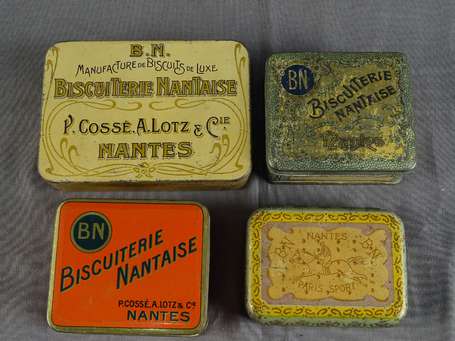 B.N.
MANUFACTURE DE BISCUITS DE LUXE
BISCUITERIE NANTAISE
P. COSSÉ. A. LOTZ & CIE
NANTES
BN
BISCUITERIE
NANTAISE
BN
BISCUITERIE
NANTAISE
P. COSSÉ, A. LOTZ & Cie
NANTES
BN NANTES BN
PARIS SPORT